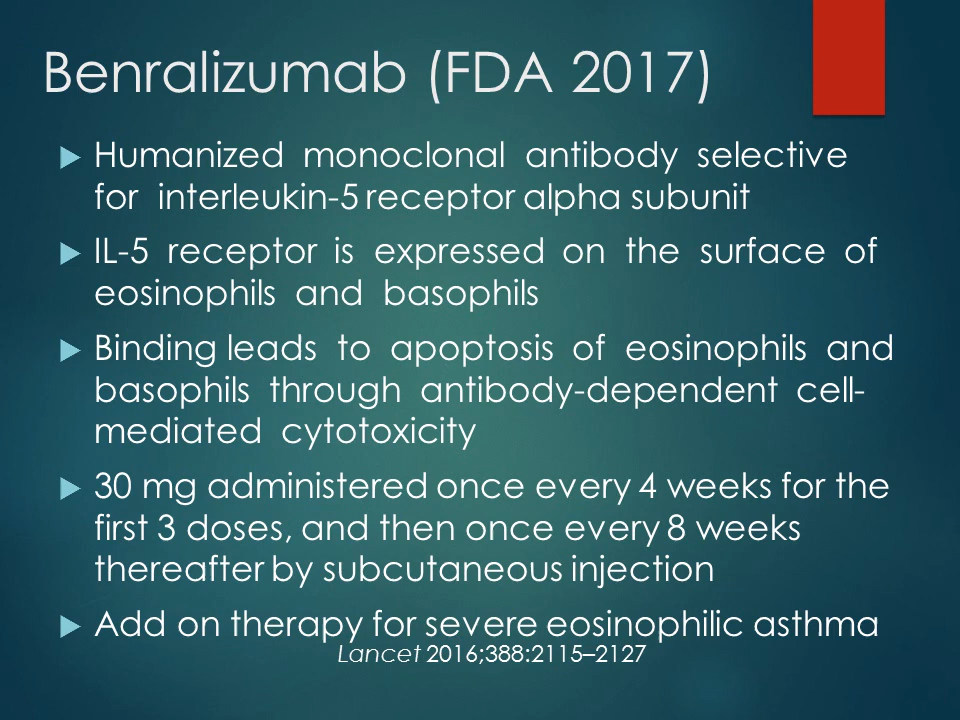 Benralizumab (FDA 2017)
Humanized monoclonal antibody selective
for interleukin-5 receptor alpha subunit
IL-5 receptor is expressed on the surface of
eosinophils and basophils
Binding leads to apoptosis of eosinophils and
basophils through antibody-dependent cell-
mediated cytotoxicity
30 mg administered once every 4 weeks for the
first 3 doses, and then once every 8 weeks
thereafter by subcutaneous injection
Add on therapy for severe eosinophilic asthma
Lancet 2016;388:2115–2127